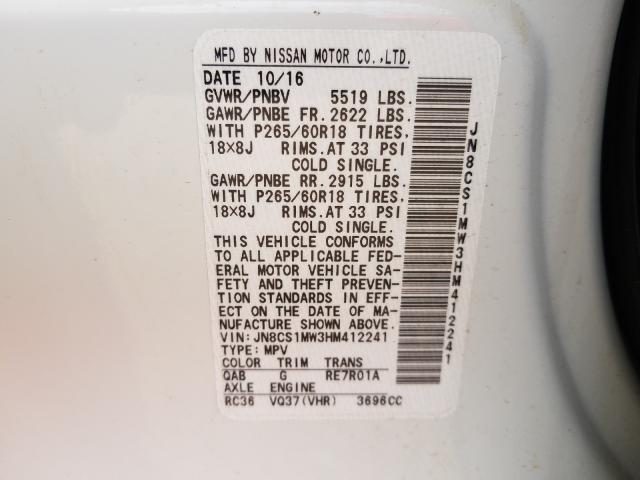 MFD BY NISSAN MOTOR CO.,LTD.
DATE 10/16
GVWR/PNBV 5519 LBS.
GAWR/PNBE FR. 2622 LBS.
WITH P265/60R18 TIRES,
18×8J RIMS.AT 33 PSI
COLD SINGLE.
GAWR/PNBE RR. 2915 LBS.
WITH P265/60R18 TIRES,
18×8J RIMS.AT 33 PSI
COLD SINGLE.
THIS VEHICLE CONFORMS
TO ALL APPLICABLE FED-
ERAL MOTOR VEHICLE SA-
FETY AND THEFT PREVEN-
TION STANDARDS IN EFF-
ECT ON THE DATE OF MA-
NUFACTURE SHOWN ABOVE.
VIN:JN8CS1MW3HM412241
TYPE: MPV
COLOR TRIM TRANS
QAB G RE7R01A
AXLE ENGINE
RC36 VQ37(VHR) 3696CC
JN8CS1MW3HM412241